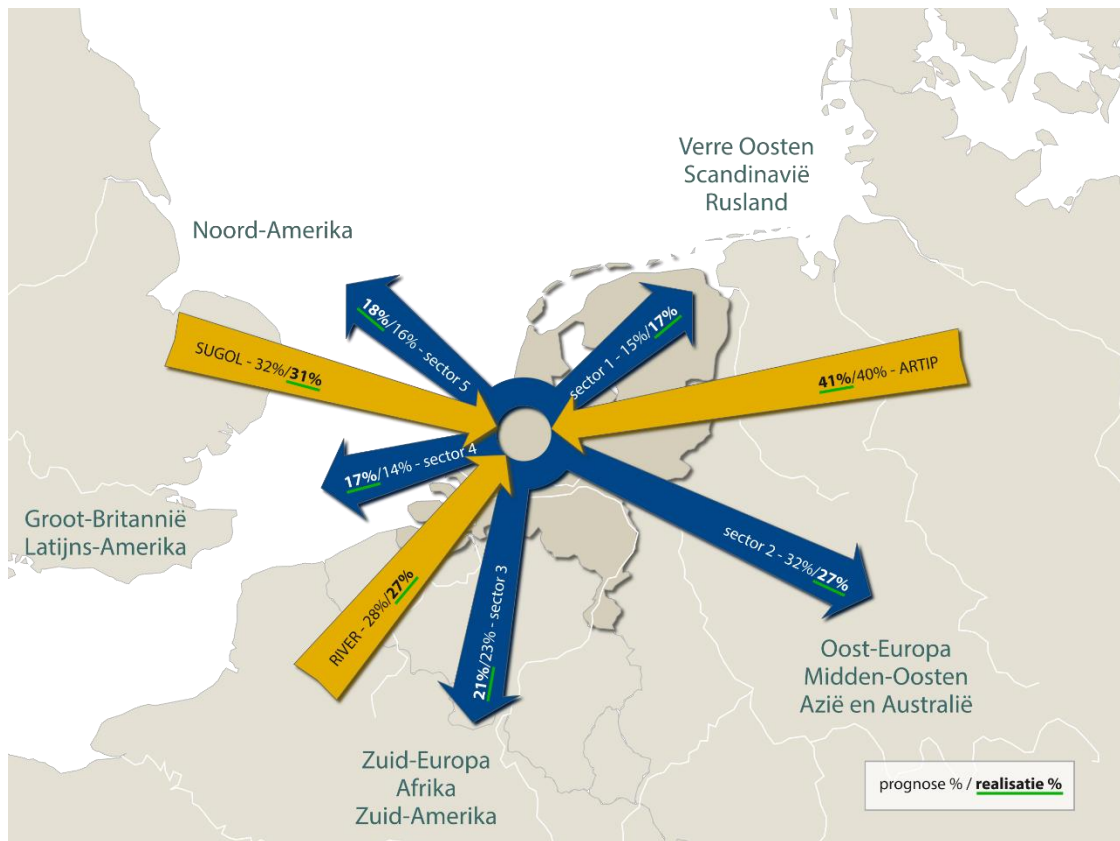 Verre Oosten
Scandinavië
Rusland
Noord-Amerika
18%/16% - sector 5
sector 1 - 15%/17%
SUGOL - 32%/31%
41%/40% - ARTIP
17%/14% - sector 4
Groot-Britannië
Latijns-Amerika
sector 2 - 32%/27%
RIVER - 28%/27%
21%/23% - sector 3
Oost-Europa
Midden-Oosten
Azië en Australië
Zuid-Europa
Afrika
Zuid-Amerika
prognose % / realisatie %